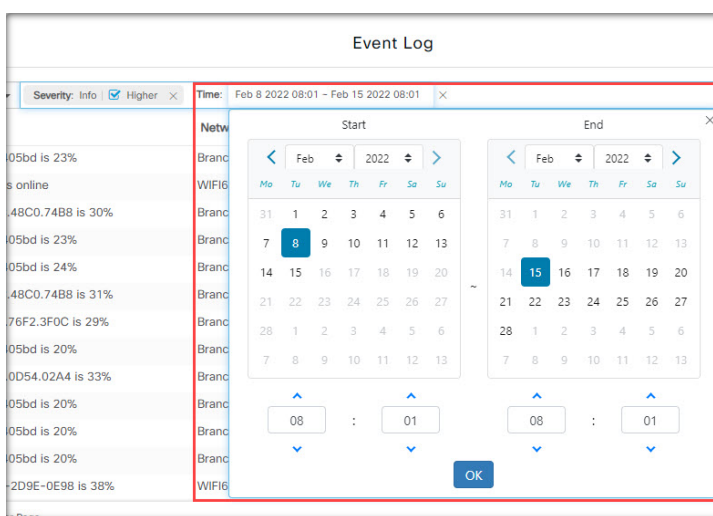 Event Log
Severity: Info Higher ×
Time: Feb 8 2022 08:01 - Feb 15 2022 08:01 ×
Netw
05bd is 23% Branc
s online WIFI6
.48C0.74B8 is 30% Branc
05bd is 23% Branc
05bd is 24% Branc
.48C0.74B8 is 31% Branc
.76F2.3F0C is 29% Branc
05bd is 20% Branc
.0D54.02A4 is 33% Branc
05bd is 20% Branc
05bd is 20% Branc
05bd is 20% Branc
-2D9E-0E98 is 38% WIFI6
Start
Feb 2022
Mo Tu We Th Fr Sa Su
31 1 2 3 4 5 6
7 8 9 10 11 12 13
14 15 16 17 18 19 20
21 22 23 24 25 26 27
28 1 2 3 4 5 6
7 8 9 10 11 12 13
08 : 01
~
End ×
Feb 2022
Mo Tu We Th Fr Sa Su
31 1 2 3 4 5 6
7 8 9 10 11 12 13
14 15 16 17 18 19 20
21 22 23 24 25 26 27
28 1 2 3 4 5 6
7 8 9 10 11 12 13
08 : 01
OK